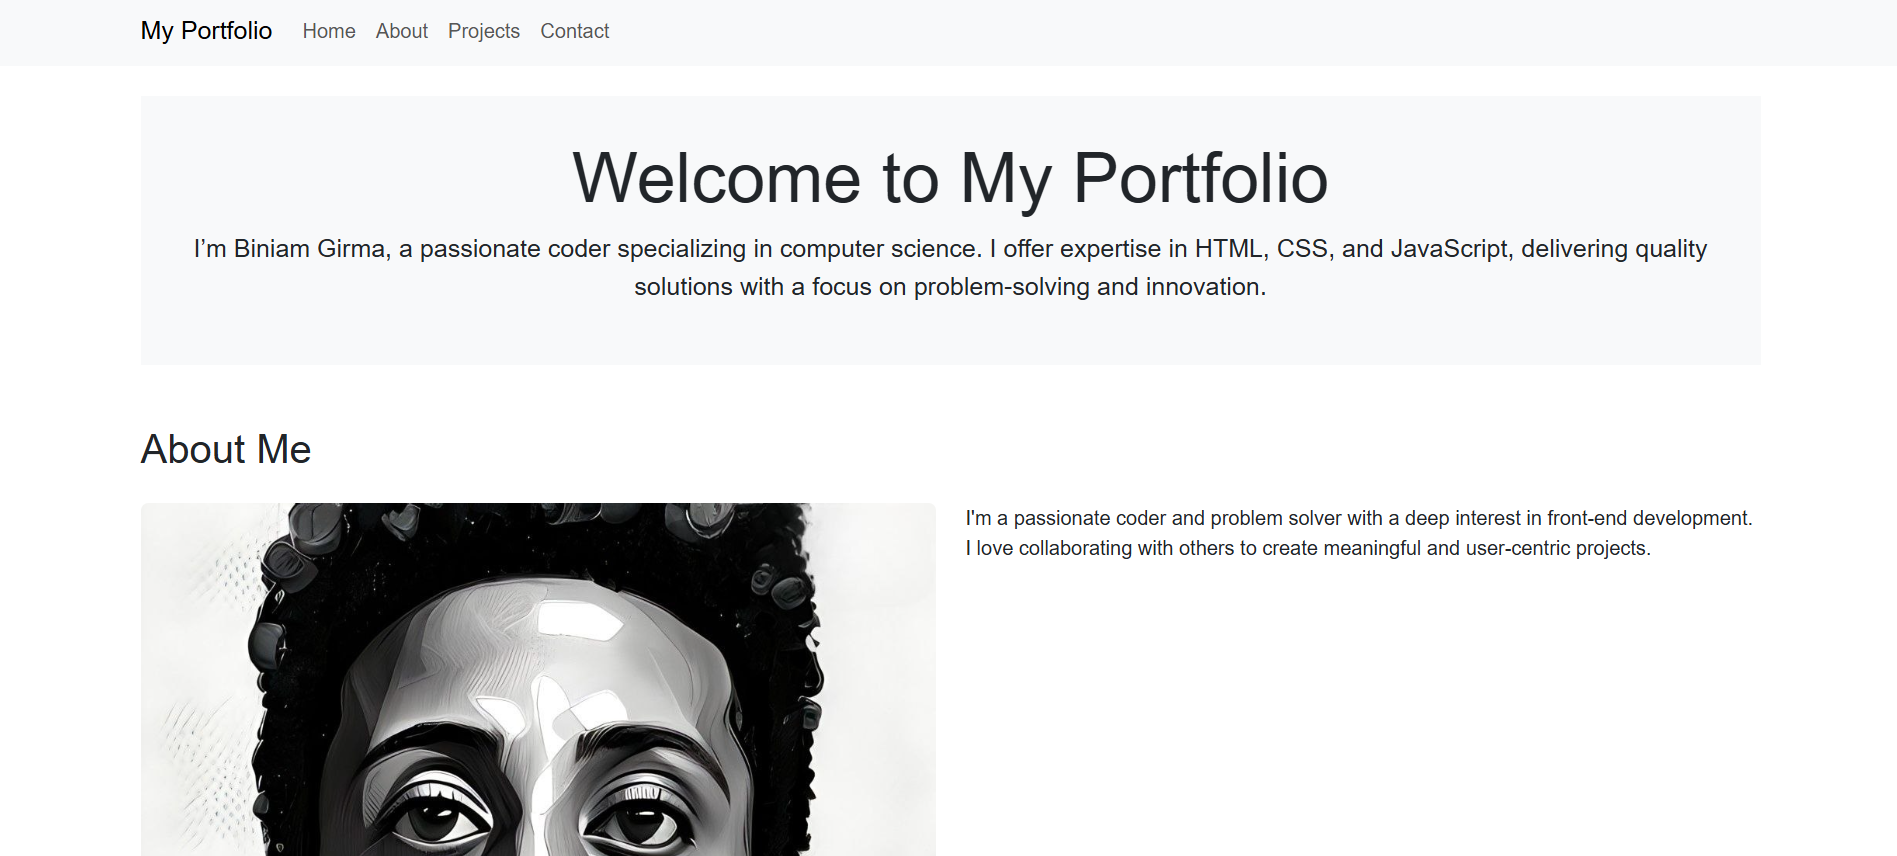 My Portfolio Home About Projects Contact
Welcome to My Portfolio
I’m Biniam Girma, a passionate coder specializing in computer science. I offer expertise in HTML, CSS, and JavaScript, delivering quality
solutions with a focus on problem-solving and innovation.
About Me
I'm a passionate coder and problem solver with a deep interest in front-end development.
I love collaborating with others to create meaningful and user-centric projects.